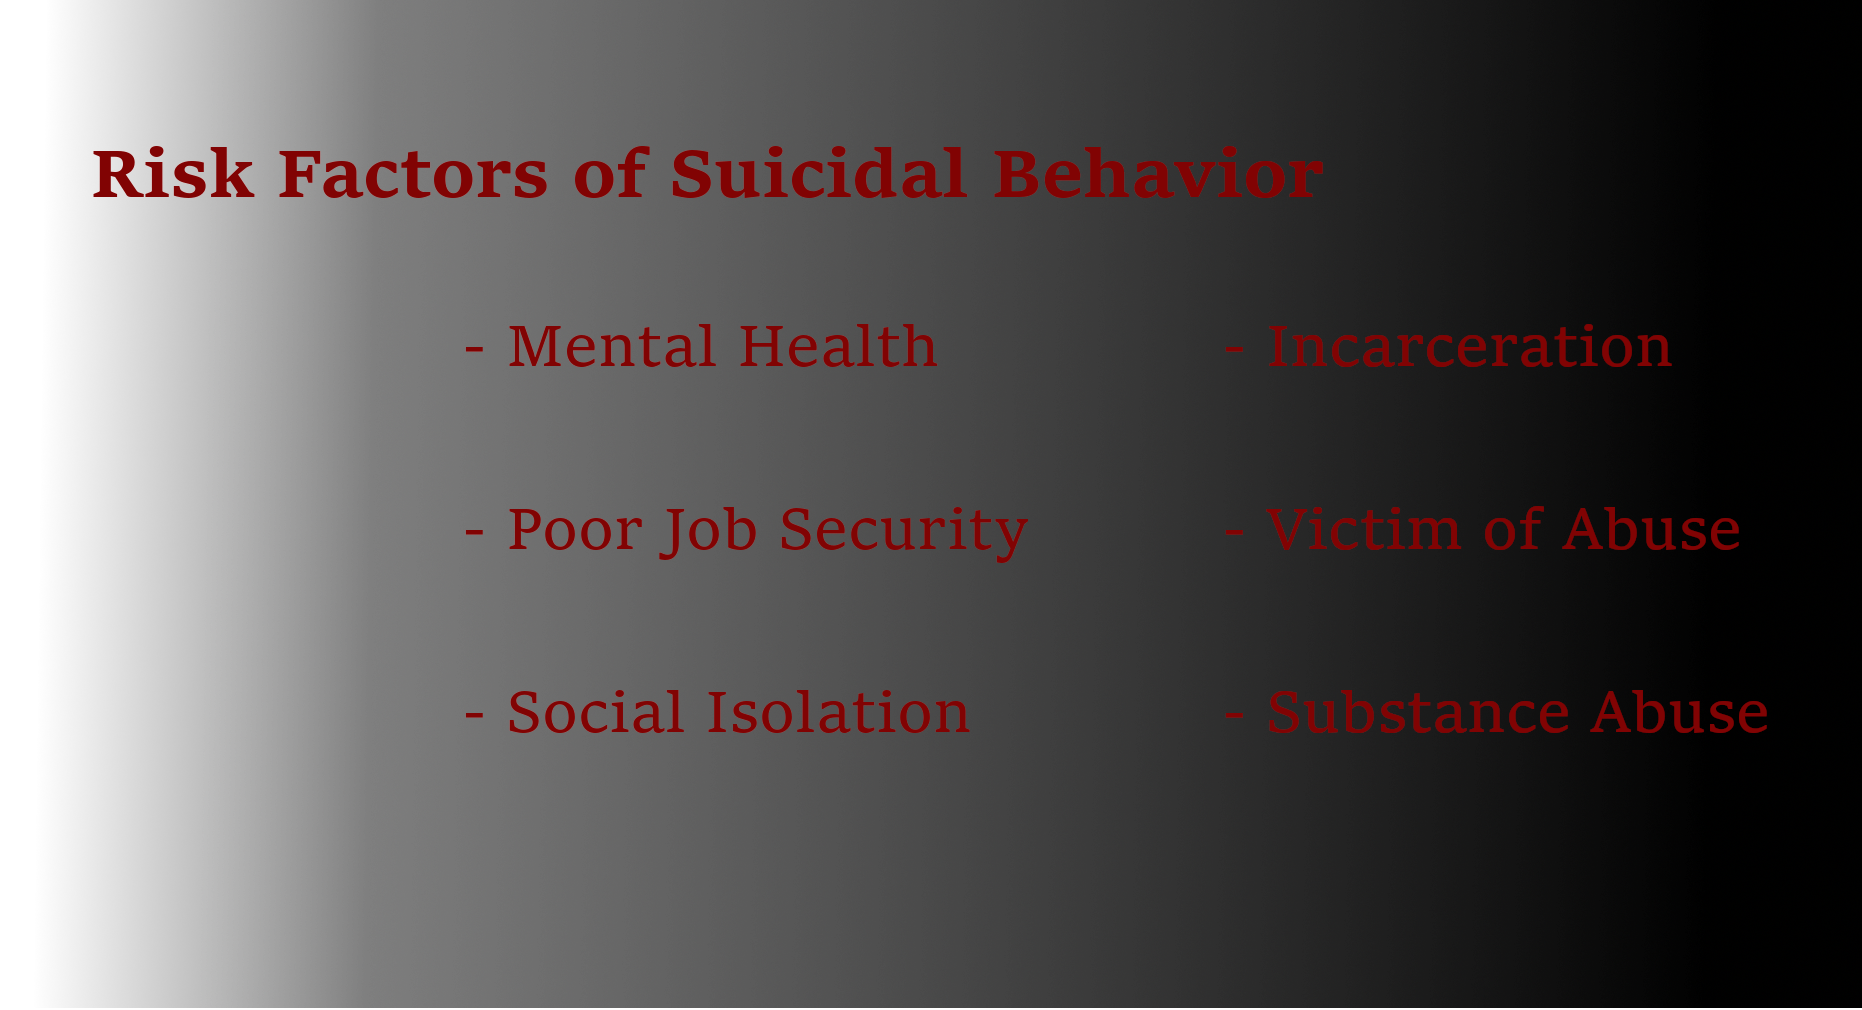 Risk Factors of Suicidal Behavior
- Mental Health
- Poor Job Security
- Social Isolation
- Incarceration
- Victim of Abuse
- Substance Abuse